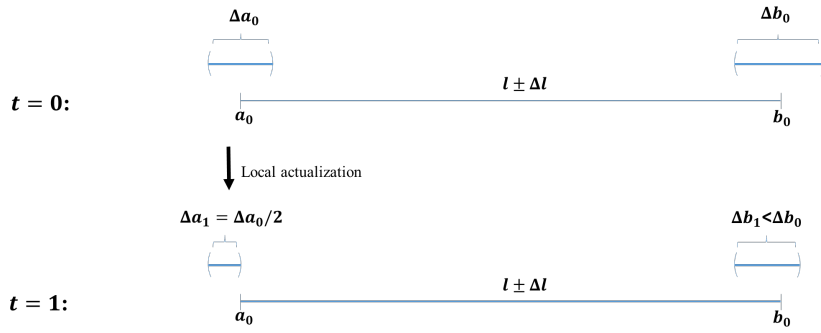 Δa₀ Δb₀
l ± Δl
t = 0:
a₀ b₀
Local actualization
Δa₁ = Δa₀/2 Δb₁<Δb₀
l ± Δl
t = 1:
a₀ b₀